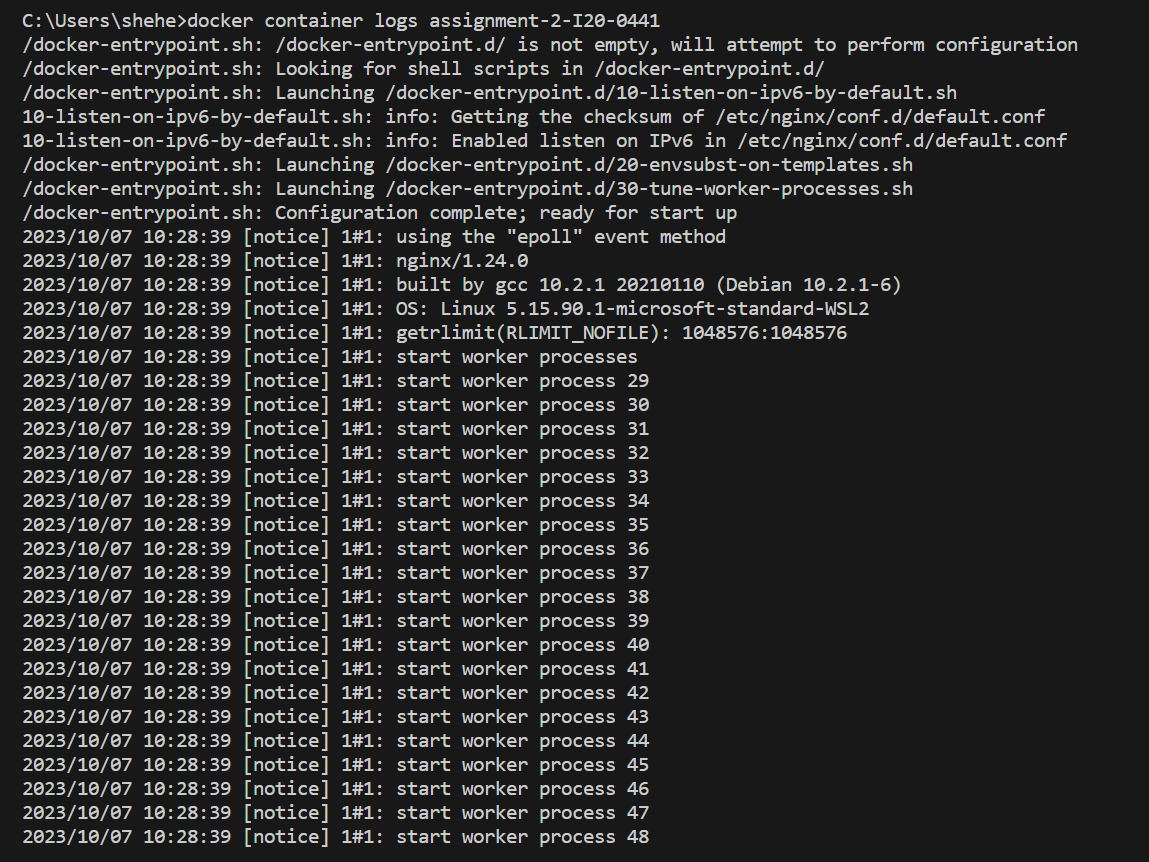 C:\Users\shehe>docker container logs assignment-2-I20-0441
/docker-entrypoint.sh: /docker-entrypoint.d/ is not empty, will attempt to perform configuration
/docker-entrypoint.sh: Looking for shell scripts in /docker-entrypoint.d/
/docker-entrypoint.sh: Launching /docker-entrypoint.d/10-listen-on-ipv6-by-default.sh
10-listen-on-ipv6-by-default.sh: info: Getting the checksum of /etc/nginx/conf.d/default.conf
10-listen-on-ipv6-by-default.sh: info: Enabled listen on IPv6 in /etc/nginx/conf.d/default.conf
/docker-entrypoint.sh: Launching /docker-entrypoint.d/20-envsubst-on-templates.sh
/docker-entrypoint.sh: Launching /docker-entrypoint.d/30-tune-worker-processes.sh
/docker-entrypoint.sh: Configuration complete; ready for start up
2023/10/07 10:28:39 [notice] 1#1: using the "epoll" event method
2023/10/07 10:28:39 [notice] 1#1: nginx/1.24.0
2023/10/07 10:28:39 [notice] 1#1: built by gcc 10.2.1 20210110 (Debian 10.2.1-6)
2023/10/07 10:28:39 [notice] 1#1: OS: Linux 5.15.90.1-microsoft-standard-WSL2
2023/10/07 10:28:39 [notice] 1#1: getrlimit(RLIMIT_NOFILE): 1048576:1048576
2023/10/07 10:28:39 [notice] 1#1: start worker processes
2023/10/07 10:28:39 [notice] 1#1: start worker process 29
2023/10/07 10:28:39 [notice] 1#1: start worker process 30
2023/10/07 10:28:39 [notice] 1#1: start worker process 31
2023/10/07 10:28:39 [notice] 1#1: start worker process 32
2023/10/07 10:28:39 [notice] 1#1: start worker process 33
2023/10/07 10:28:39 [notice] 1#1: start worker process 34
2023/10/07 10:28:39 [notice] 1#1: start worker process 35
2023/10/07 10:28:39 [notice] 1#1: start worker process 36
2023/10/07 10:28:39 [notice] 1#1: start worker process 37
2023/10/07 10:28:39 [notice] 1#1: start worker process 38
2023/10/07 10:28:39 [notice] 1#1: start worker process 39
2023/10/07 10:28:39 [notice] 1#1: start worker process 40
2023/10/07 10:28:39 [notice] 1#1: start worker process 41
2023/10/07 10:28:39 [notice] 1#1: start worker process 42
2023/10/07 10:28:39 [notice] 1#1: start worker process 43
2023/10/07 10:28:39 [notice] 1#1: start worker process 44
2023/10/07 10:28:39 [notice] 1#1: start worker process 45
2023/10/07 10:28:39 [notice] 1#1: start worker process 46
2023/10/07 10:28:39 [notice] 1#1: start worker process 47
2023/10/07 10:28:39 [notice] 1#1: start worker process 48